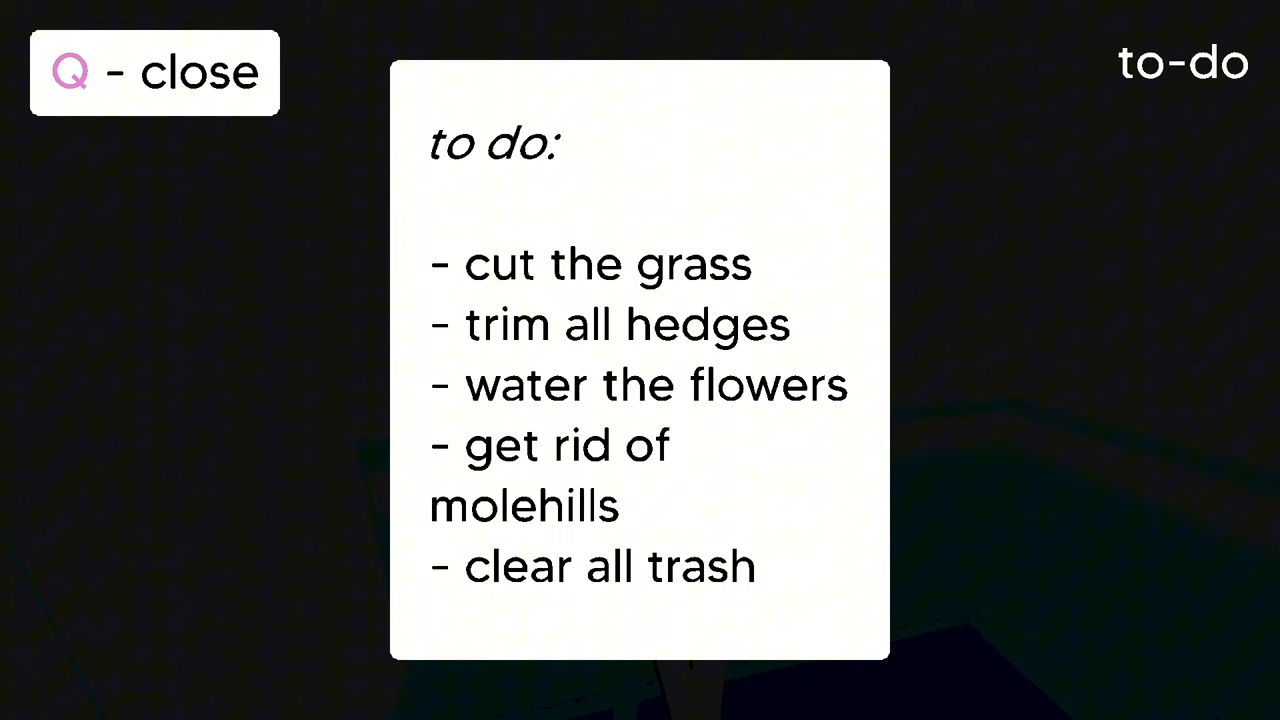 Q - close
to-do
to do:
- cut the grass
- trim all hedges
- water the flowers
- get rid of
molehills
- clear all trash